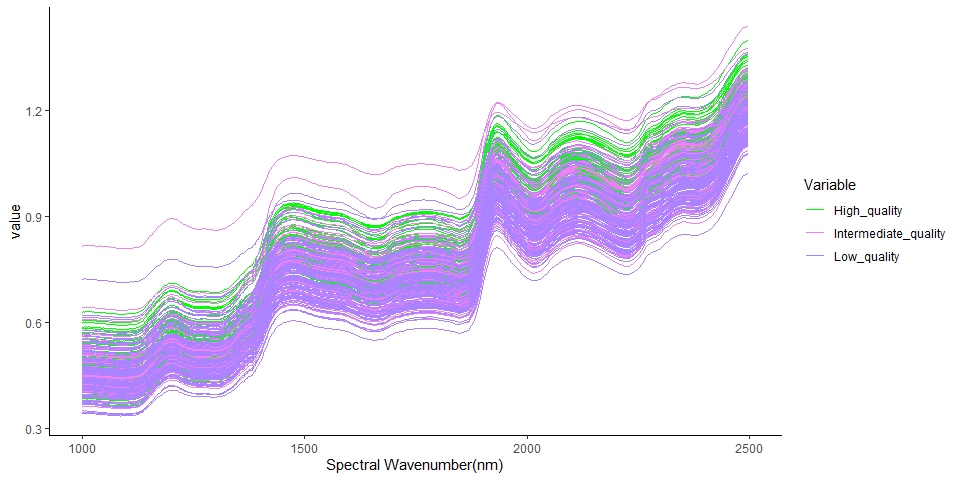 value
1.2
0.9
0.6
0.3
1000 1500 2000 2500
Spectral Wavenumber(nm)
Variable
High_quality
Intermediate_quality
Low_quality